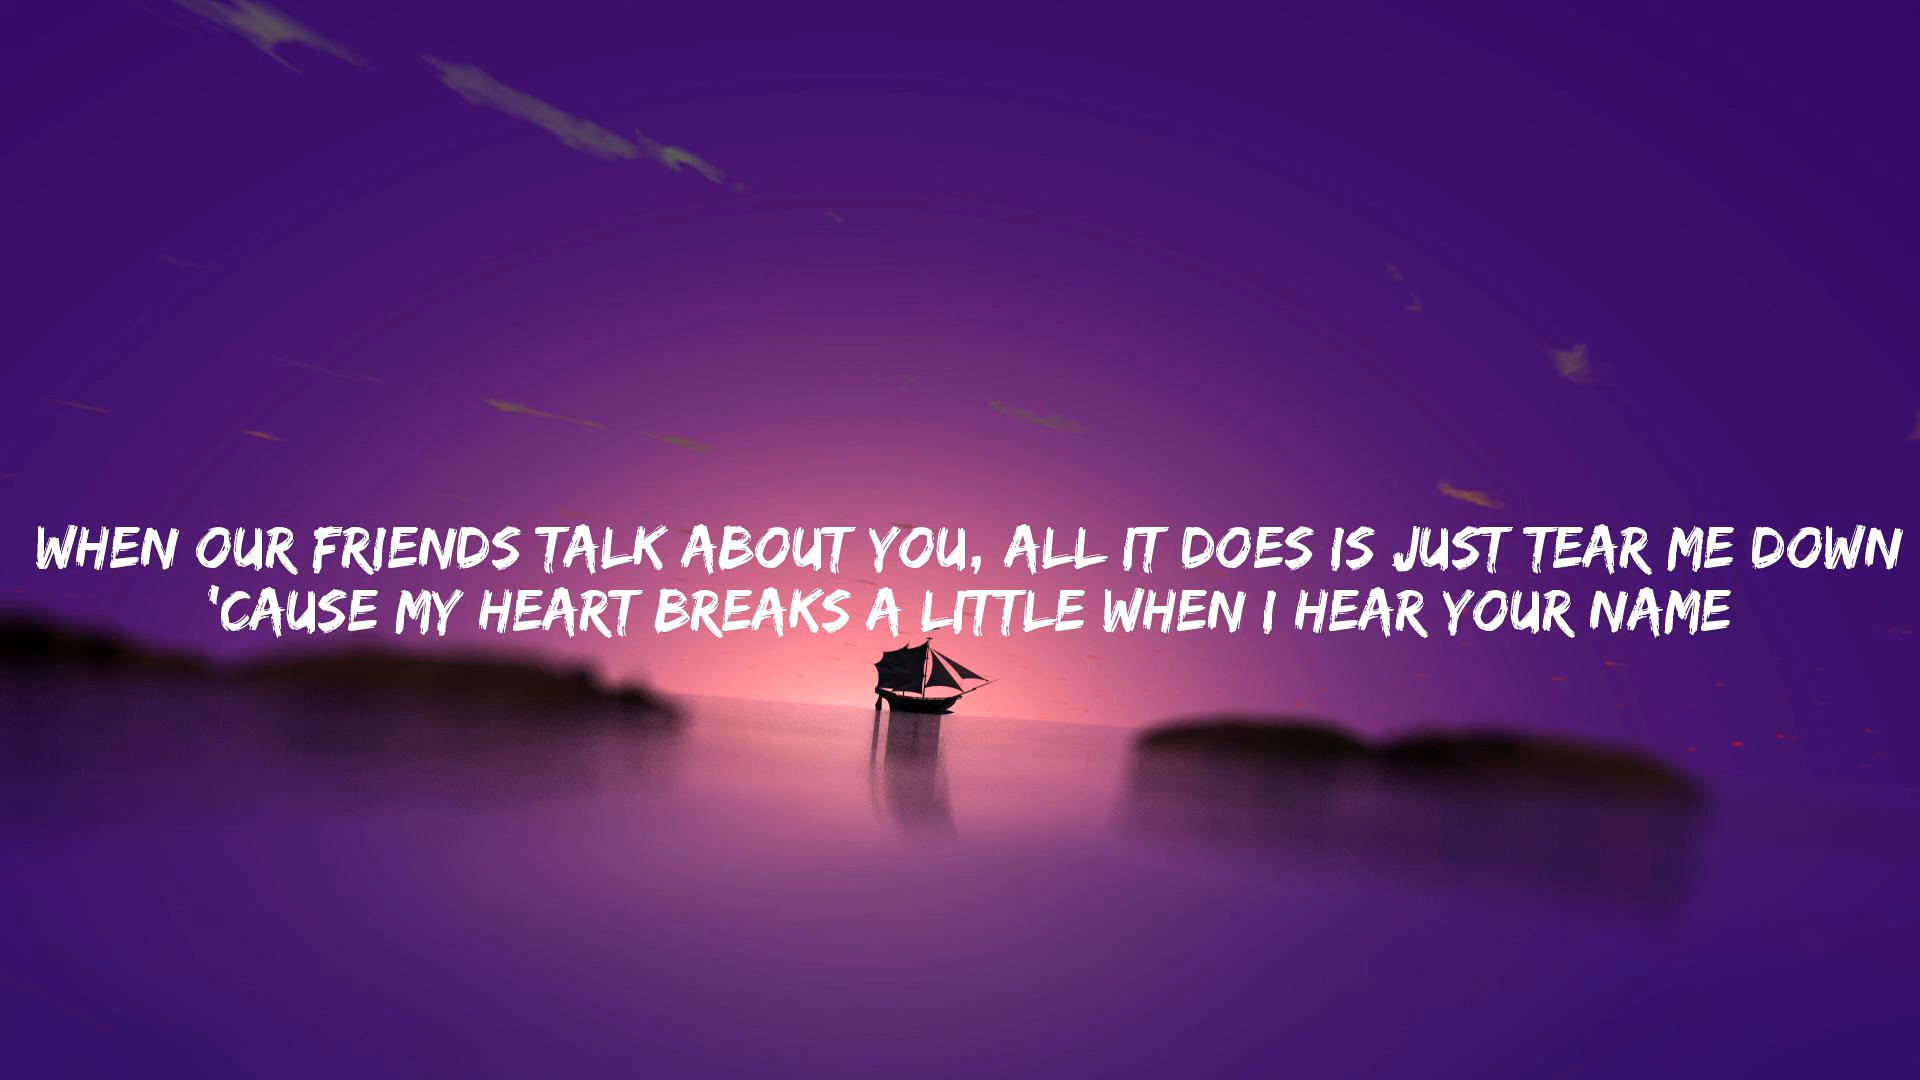 WHEN OUR FRIENDS TALK ABOUT YOU, ALL IT DOES IS JUST TEAR ME DOWN
'CAUSE MY HEART BREAKS A LITTLE WHEN I HEAR YOUR NAME